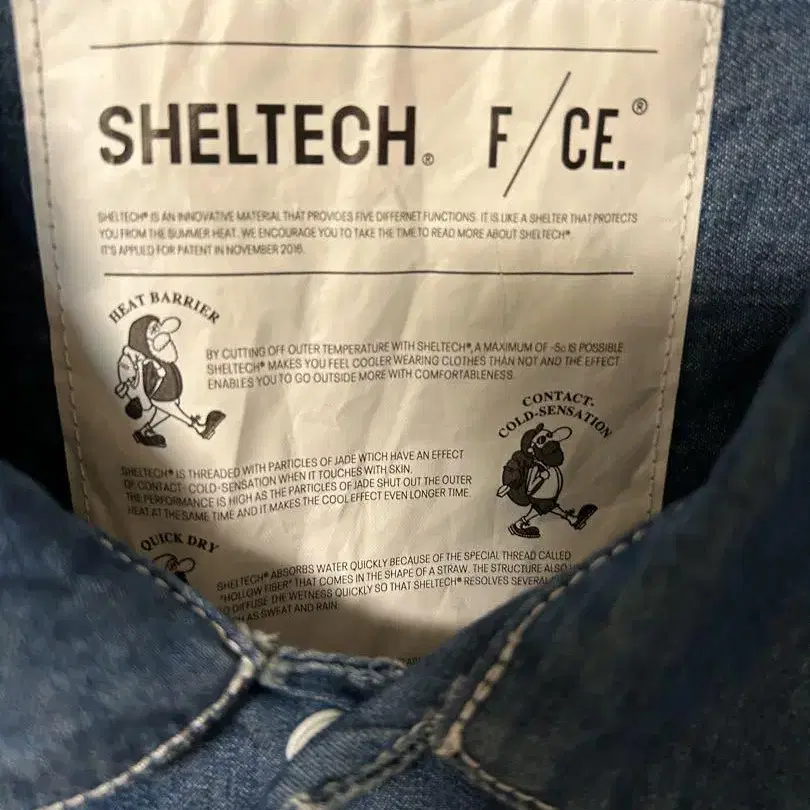 SHELTECH® F/CE.®
SHELTECH® IS AN INNOVATIVE MATERIAL THAT PROVIDES FIVE DIFFERNET FUNCTIONS. IT IS LIKE A SHELTER THAT PROTECTS
YOU FROM THE SUMMER HEAT. WE ENCOURAGE YOU TO TAKE THE TIME TO READ MORE ABOUT SHELTECH®.
IT'S APPLIED FOR PATENT IN NOVEMBER 2016.
HEAT BARRIER
BY CUTTING OFF OUTER TEMPERATURE WITH SHELTECH®, A MAXIMUM OF -5c IS POSSIBLE.
SHELTECH® MAKES YOU FEEL COOLER WEARING CLOTHES THAN NOT AND THE EFFECT
ENABLES YOU TO GO OUTSIDE MORE WITH COMFORTABLENESS.
CONTACT-
COLD-SENSATION
SHELTECH® IS THREADED WITH PARTICLES OF JADE WTICH HAVE AN EFFECT
OF CONTACT- COLD-SENSATION WHEN IT TOUCHES WITH SKIN.
THE PERFORMANCE IS HIGH AS THE PARTICLES OF JADE SHUT OUT THE OUTER
HEAT AT THE SAME TIME AND IT MAKES THE COOL EFFECT EVEN LONGER TIME.
QUICK DRY
SHELTECH® ABSORBS WATER QUICKLY BECAUSE OF THE SPECIAL THREAD CALLED
"HOLLOW FISER" THAT COMES IN THE SHAPE OF A STRAW. THE STRUCTURE ALSO
DIFFUSE THE WETNESS QUICKLY SO THAT SHELTECH® RESOLVES SEVERAL
AS SWEAT AND RAIN.